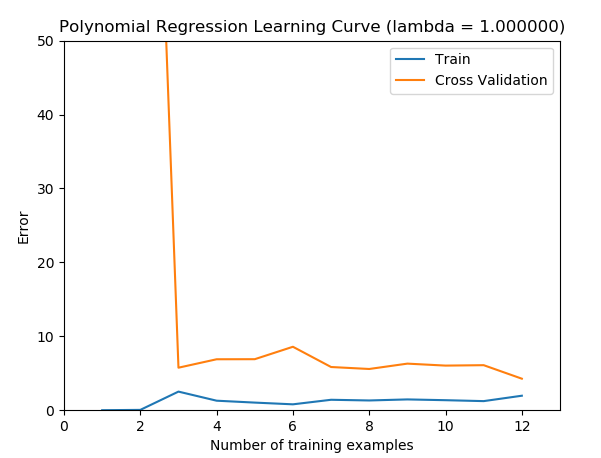 Polynomial Regression Learning Curve (lambda = 1.000000)
50
40
30
20
10
0
Error
Train
Cross Validation
0 2 4 6 8 10 12
Number of training examples